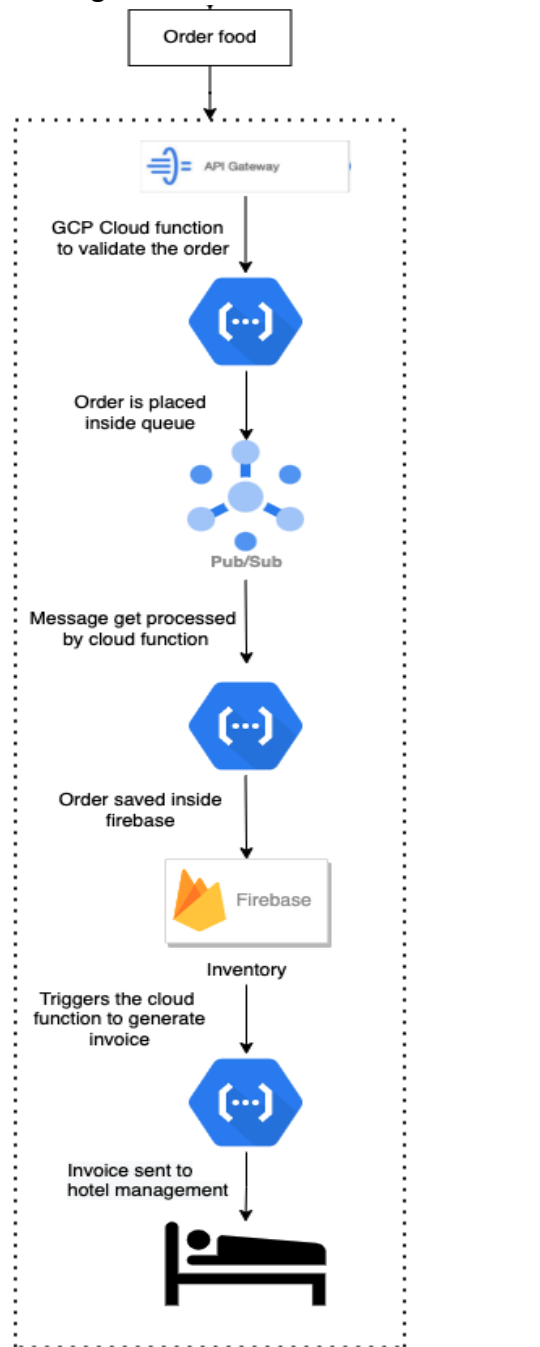 Order food
API Gateway
GCP Cloud function
to validate the order
Order is placed
inside queue
Pub/Sub
Message get processed
by cloud function
Order saved inside
firebase
Firebase
Inventory
Triggers the cloud
function to generate
invoice
Invoice sent to
hotel management